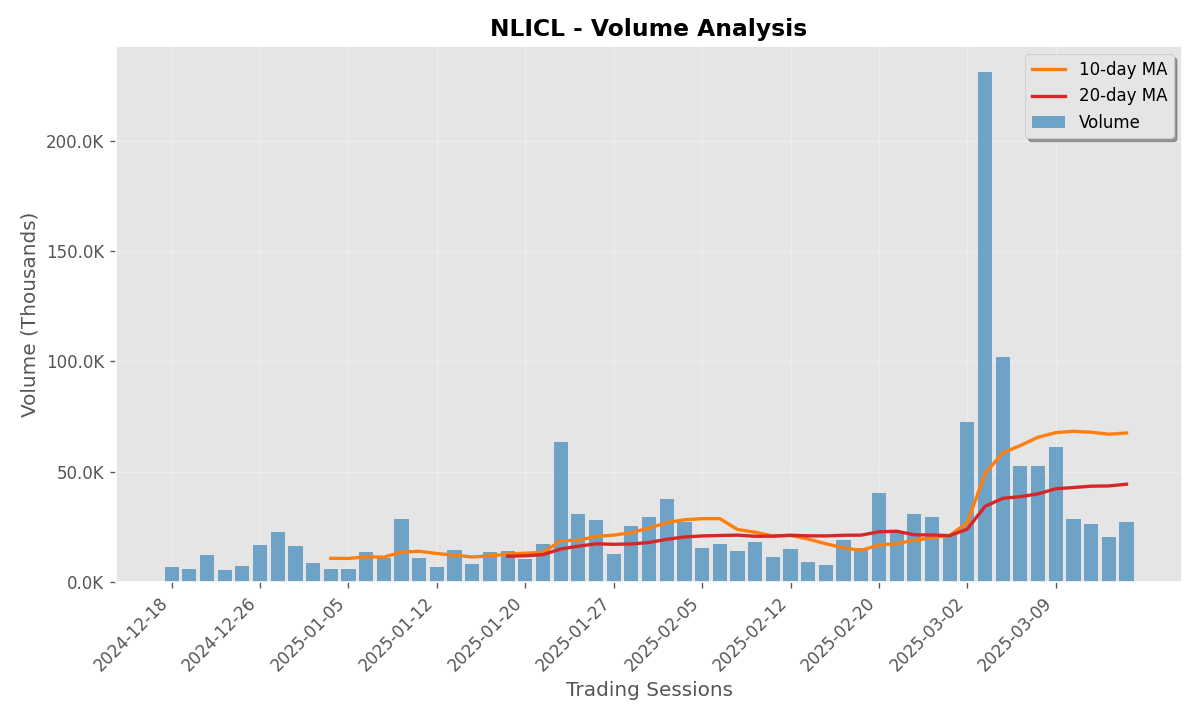 NLICL - Volume Analysis
10-day MA
20-day MA
Volume
Volume (Thousands)
200.0K
150.0K
100.0K
50.0K
0.0K
2024-12-18
2024-12-26
2025-01-05
2025-01-12
2025-01-20
2025-01-27
2025-02-05
2025-02-12
2025-02-20
2025-03-02
2025-03-09
Trading Sessions